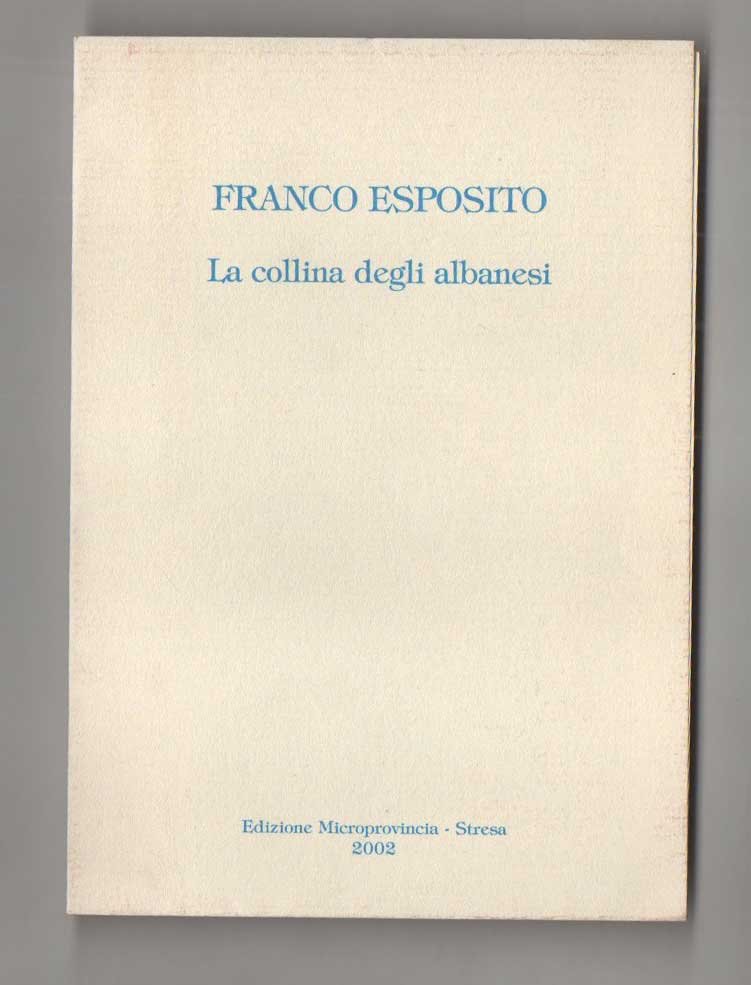 FRANCO ESPOSITO
La collina degli albanesi
Edizione Microprovincia - Stresa
2002